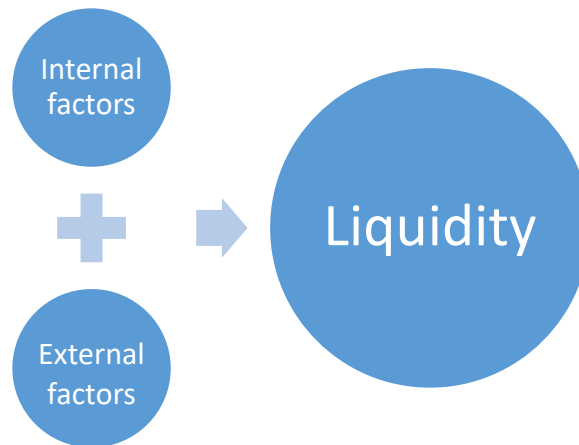 Internal
factors
Liquidity
External
factors